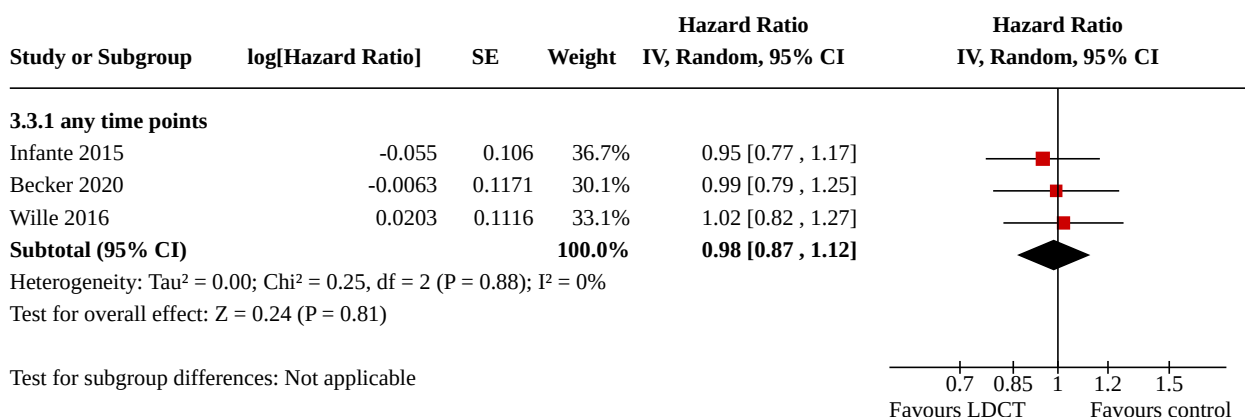 Hazard Ratio Hazard Ratio
Study or Subgroup log[Hazard Ratio] SE Weight IV, Random, 95% CI IV, Random, 95% CI
3.3.1 any time points
Infante 2015 -0.055 0.106 36.7% 0.95 [0.77 , 1.17]
Becker 2020 -0.0063 0.1171 30.1% 0.99 [0.79 , 1.25]
Wille 2016 0.0203 0.1116 33.1% 1.02 [0.82 , 1.27]
Subtotal (95% CI) 100.0% 0.98 [0.87 , 1.12]
Heterogeneity: Tau² = 0.00; Chi² = 0.25, df = 2 (P = 0.88); I² = 0%
Test for overall effect: Z = 0.24 (P = 0.81)
Test for subgroup differences: Not applicable
0.7 0.85 1 1.2 1.5
Favours LDCT Favours control